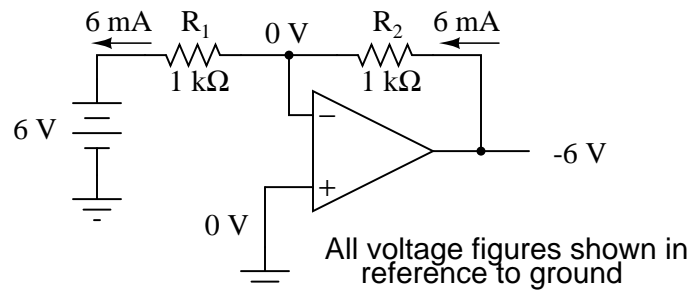 6 mA
R1
0 V
R2
6 mA
1 kΩ
1 kΩ
6 V
−
+
-6 V
0 V
All voltage figures shown in
reference to ground